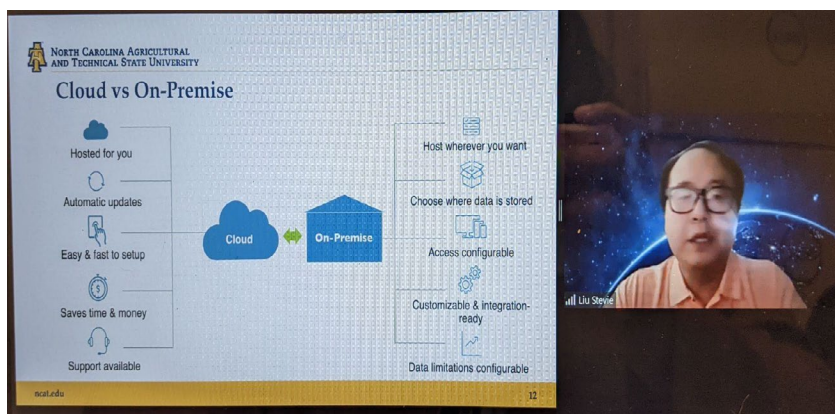 NORTH CAROLINA AGRICULTURAL
AND TECHNICAL STATE UNIVERSITY
Cloud vs On-Premise
Hosted for you
Automatic updates
Easy & fast to setup
Saves time & money
Support available
Cloud
On-Premise
Host wherever you want
Choose where data is stored
Access configurable
Customizable & integration-
ready
Data limitations configurable
ncat.edu
12
Liu Stevie